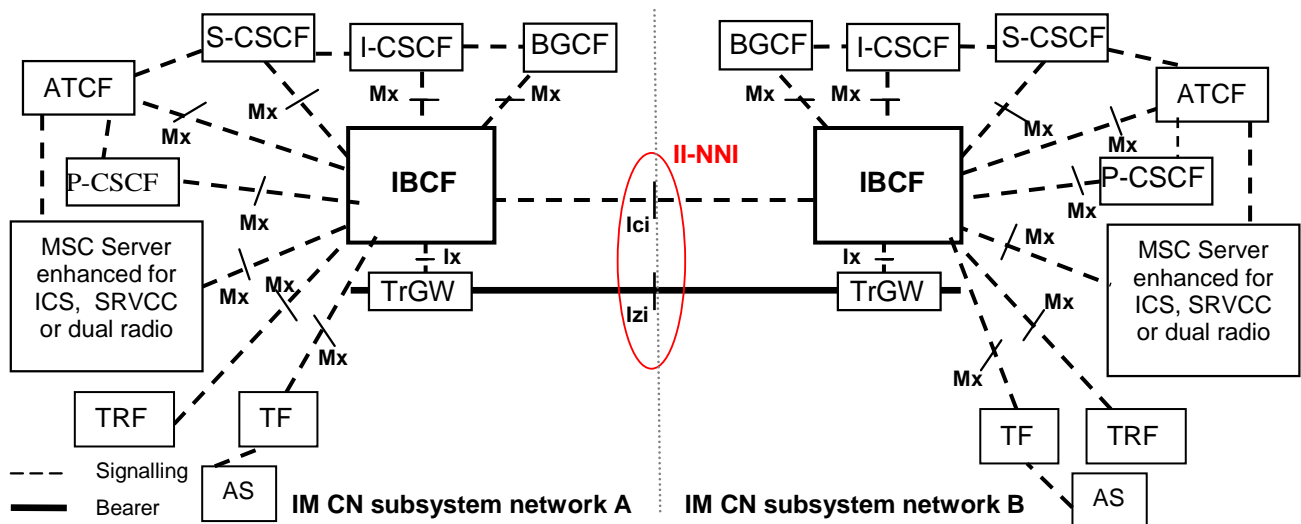 S-CSCF
I-CSCF
BGCF
ATCF
Mx
Mx
Mx
Mx
P-CSCF
IBCF
Mx
MSC Server
enhanced for
ICS, SRVCC
or dual radio
Mx
Mx
Mx
Ix
TrGW
TRF
TF
AS
Signalling
Bearer
IM CN subsystem network A
II-NNI
Ici
Izi
BGCF
I-CSCF
S-CSCF
ATCF
Mx
Mx
Mx
Mx
P-CSCF
IBCF
Mx
Mx
MSC Server
enhanced for
ICS, SRVCC
or dual radio
Ix
TrGW
Mx
Mx
TF
TRF
AS
IM CN subsystem network B